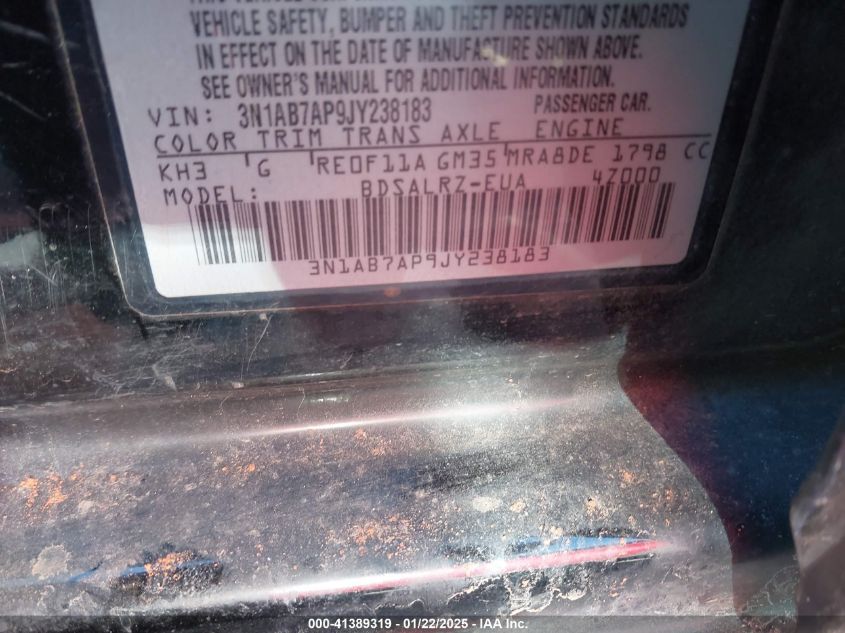 VEHICLE SAFETY, BUMPER AND THEFT PREVENTION STANDARDS
IN EFFECT ON THE DATE OF MANUFACTURE SHOWN ABOVE.
SEE OWNER'S MANUAL FOR ADDITIONAL INFORMATION.
VIN: 3N1AB7AP9JY238183 PASSENGER CAR.
COLOR TRIM TRANS AXLE ENGINE
KH3 G RE0F11A GM35 MRA8DE 1798 CC
MODEL: BDSALRZ-EUA 4Z000
3N1AB7AP9JY238183
000-41389319 - 01/22/2025 - IAA Inc.